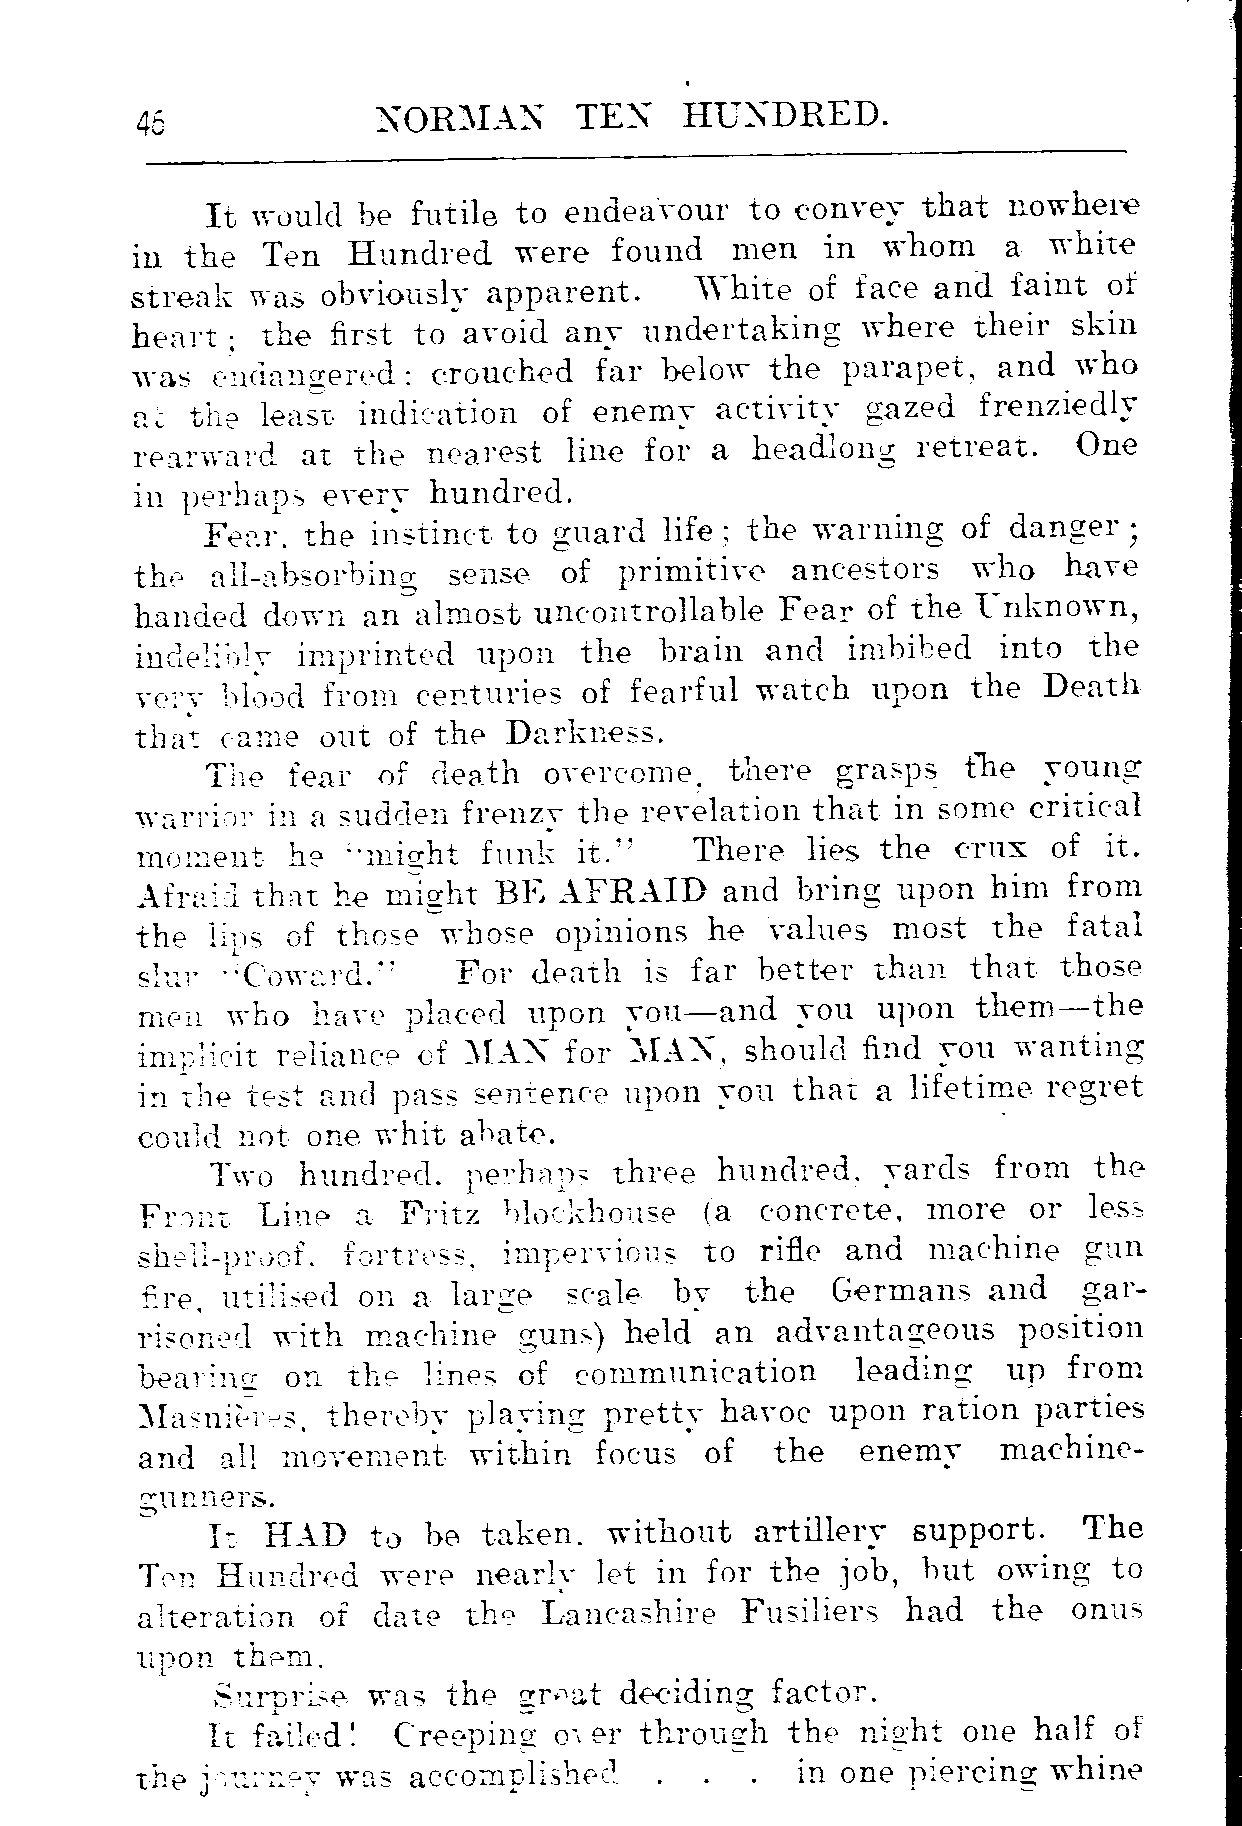 46 NORMAN TEN HUNDRED.
It would be futile to endeavour to convey that nowhere
in the Ten Hundred were found men in whom a white
streak was obviously apparent. White of face and faint of
heart; the first to avoid any undertaking where their skin
was endangered: crouched far below the parapet, and who
at the least indication of enemy activity gazed frenziedly
rearward at the nearest line for a headlong retreat. One
in perhaps every hundred.
Fear, the instinct to guard life; the warning of danger;
the all-absorbing sense of primitive ancestors who have
handed down an almost uncontrollable Fear of the Unknown,
indelibly imprinted upon the brain and imbibed into the
very blood from centuries of fearful watch upon the Death
that came out of the Darkness.
The fear of death overcome, there grasps the young
warrior in a sudden frenzy the revelation that in some critical
moment he "might funk it." There lies the crux of it.
Afraid that he might BE AFRAID and bring upon him from
the lips of those whose opinions he values most the fatal
slur "Coward." For death is far better than that those
men who have placed upon you—and you upon them—the
implicit reliance of MAN for MAN, should find you wanting
in the test and pass sentence upon you that a lifetime regret
could not one whit abate.
Two hundred, perhaps three hundred, yards from the
Front Line a Fritz blockhouse (a concrete, more or less
shell-proof, fortress, impervious to rifle and machine gun
fire, utilised on a large scale by the Germans and gar-
risoned with machine guns) held an advantageous position
bearing on the lines of communication leading up from
Masnières, thereby playing pretty havoc upon ration parties
and all movement within focus of the enemy machine-
gunners.
It HAD to be taken, without artillery support. The
Ten Hundred were nearly let in for the job, but owing to
alteration of date the Lancashire Fusiliers had the onus
upon them.
Surprise was the great deciding factor.
It failed! Creeping over through the night one half of
the journey was accomplished . . . in one piercing whine